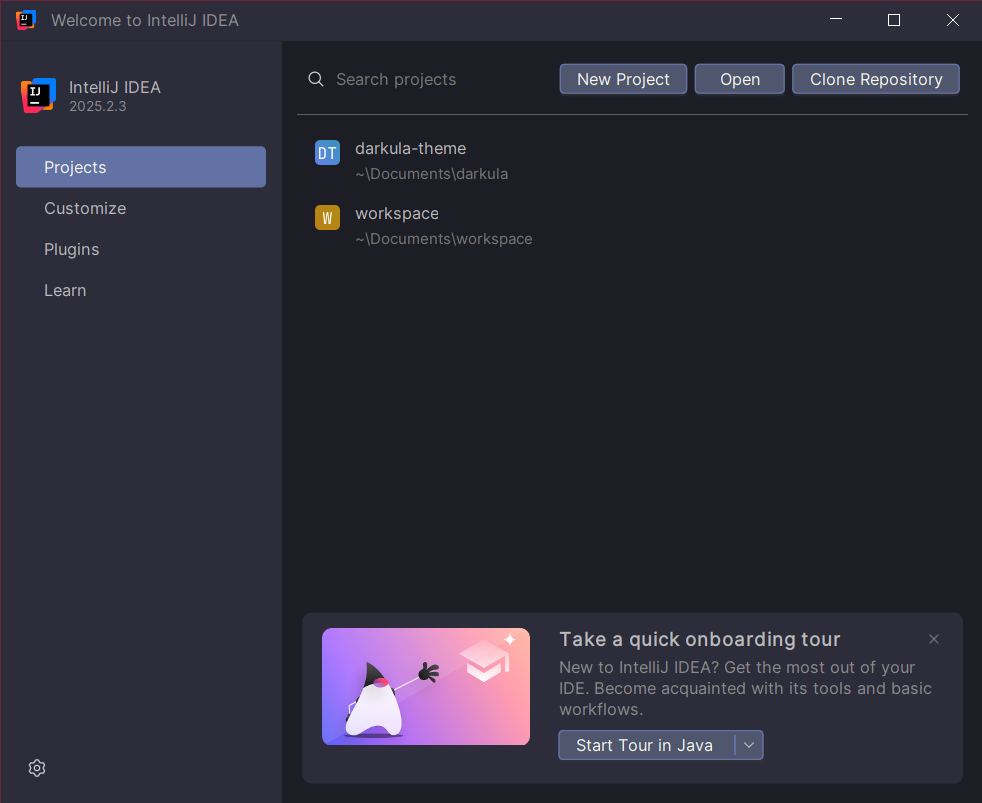 Welcome to IntelliJ IDEA
IntelliJ IDEA
2025.2.3
Projects
Customize
Plugins
Learn
Search projects
New Project
Open
Clone Repository
DT
darkula-theme
~\Documents\darkula
W
workspace
~\Documents\workspace
Take a quick onboarding tour
New to IntelliJ IDEA? Get the most out of your
IDE. Become acquainted with its tools and basic
workflows.
Start Tour in Java